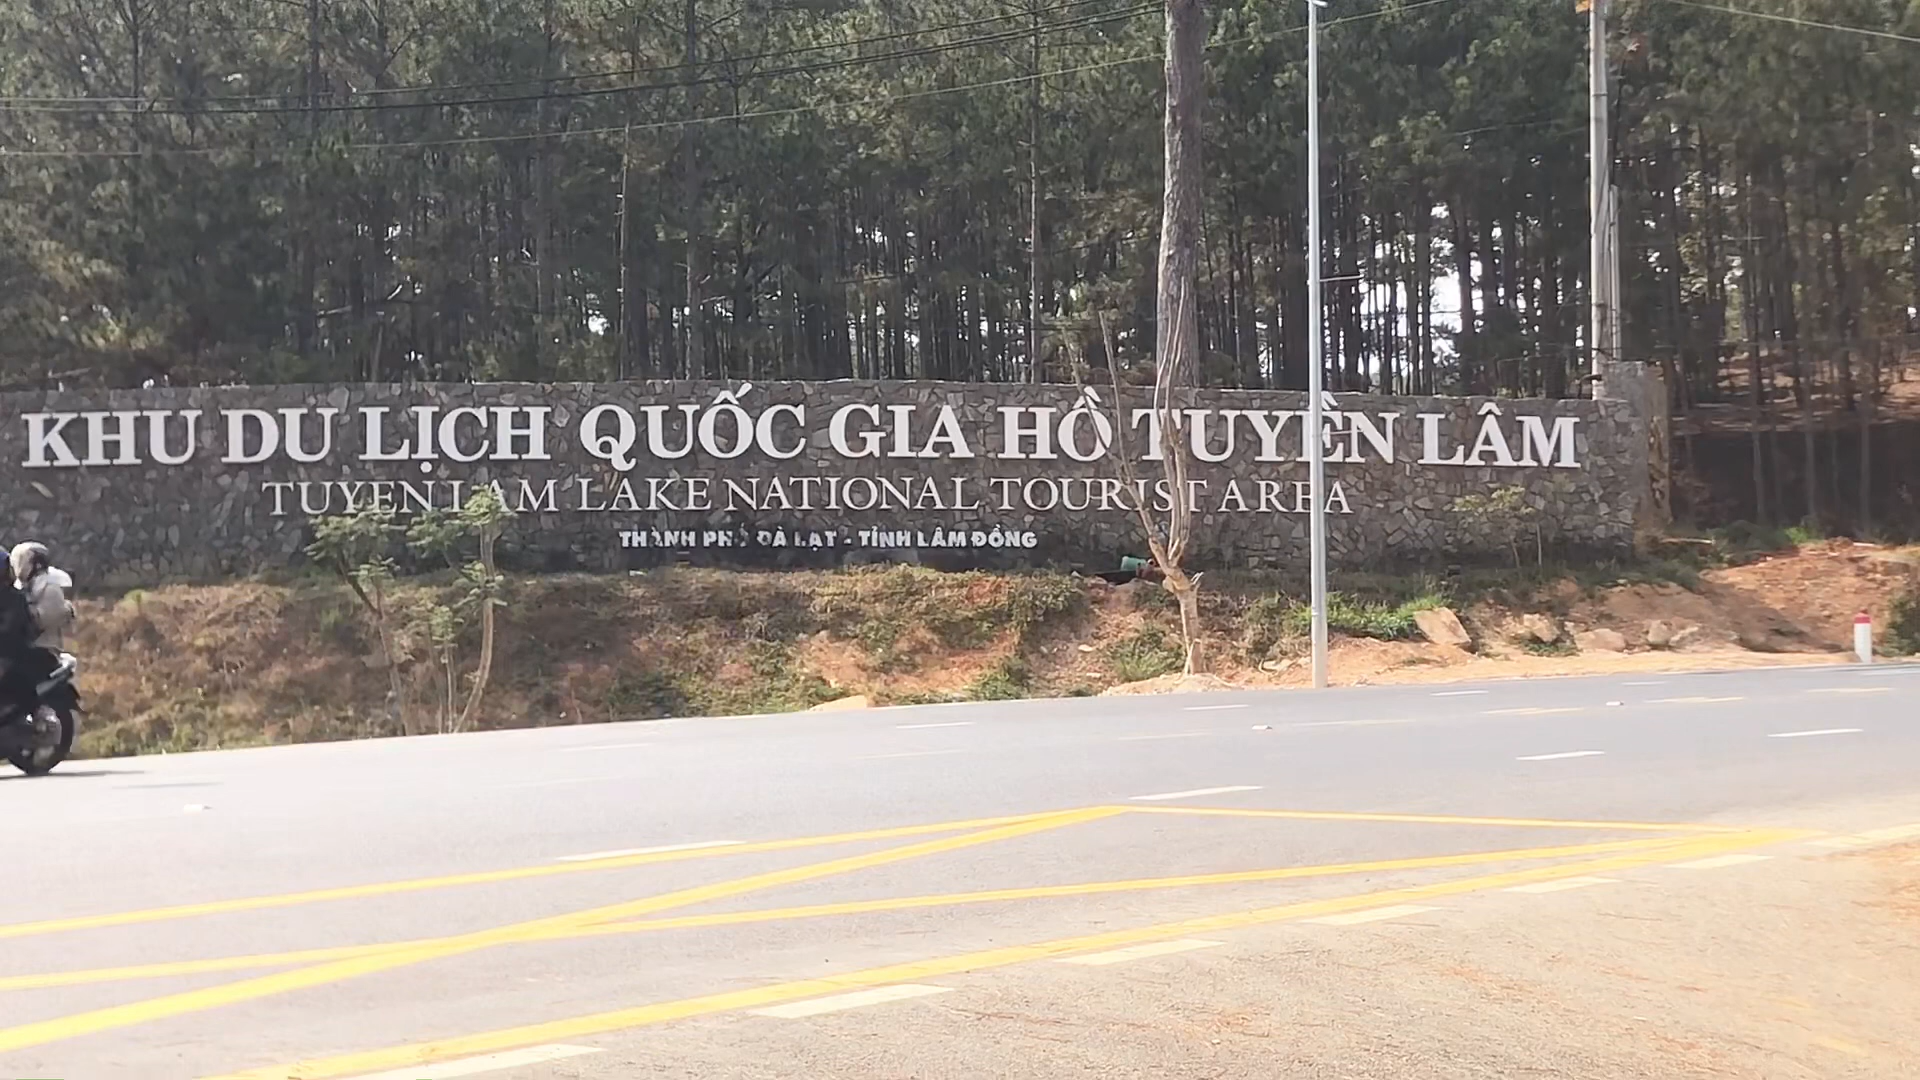 KHU DU LỊCH QUỐC GIA HỒ TUYỀN LÂM
TUYEN LAM LAKE NATIONAL TOURIST AREA
THÀNH PHỐ ĐÀ LẠT - TỈNH LÂM ĐỒNG